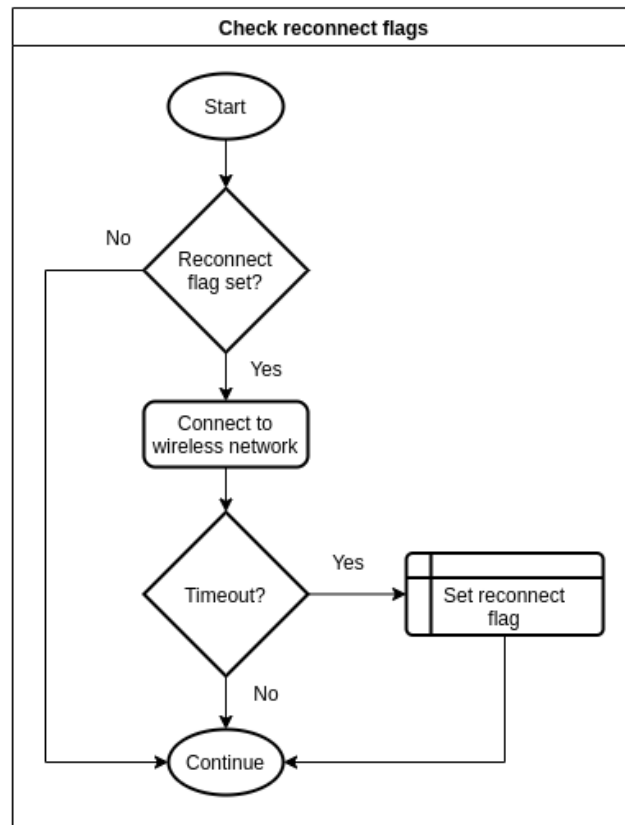 Check reconnect flags
Start
No
Reconnect
flag set?
Yes
Connect to
wireless network
Timeout?
Yes
Set reconnect
flag
No
Continue